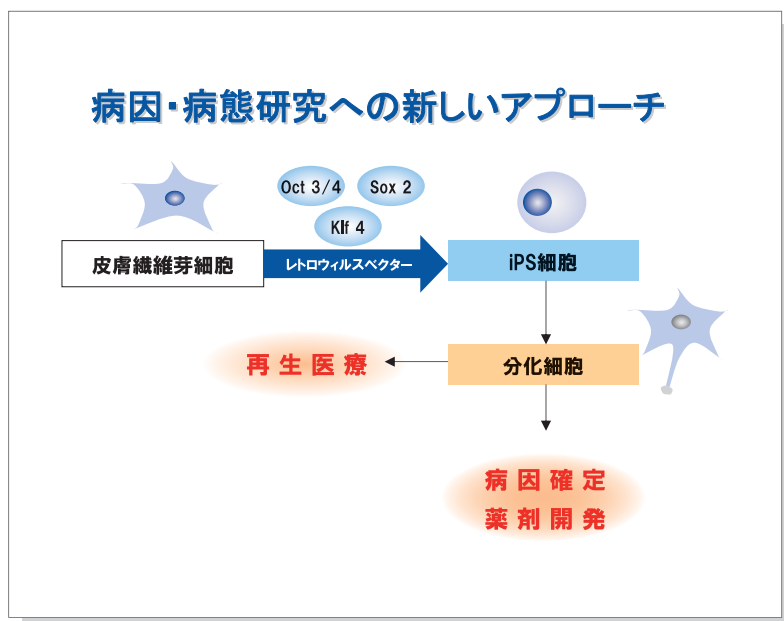 病因・病態研究への新しいアプローチ
Oct 3/4
Sox 2
Klf 4
皮膚繊維芽細胞
レトロウィルスベクター
iPS細胞
再生医療
分化細胞
病因確定
薬剤開発